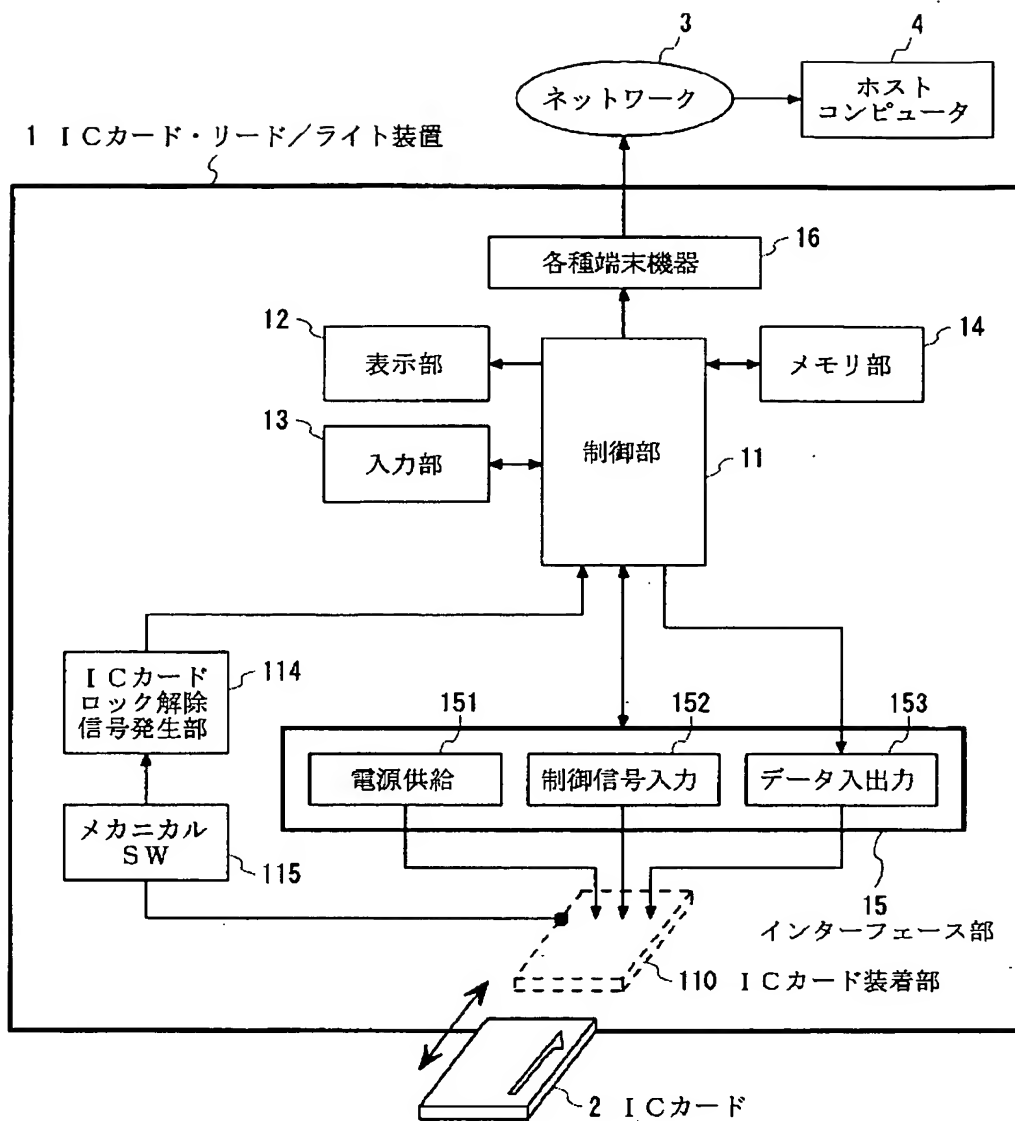 3
ネットワーク
4
ホスト
コンピュータ
1 ICカード・リード/ライト装置
16
各種端末機器
12
表示部
14
メモリ部
13
入力部
制御部
11
ICカード
ロック解除
信号発生部
114
151
電源供給
152
制御信号入力
153
データ入出力
メカニカル
SW
115
15
インターフェース部
110 ICカード装着部
2 ICカード